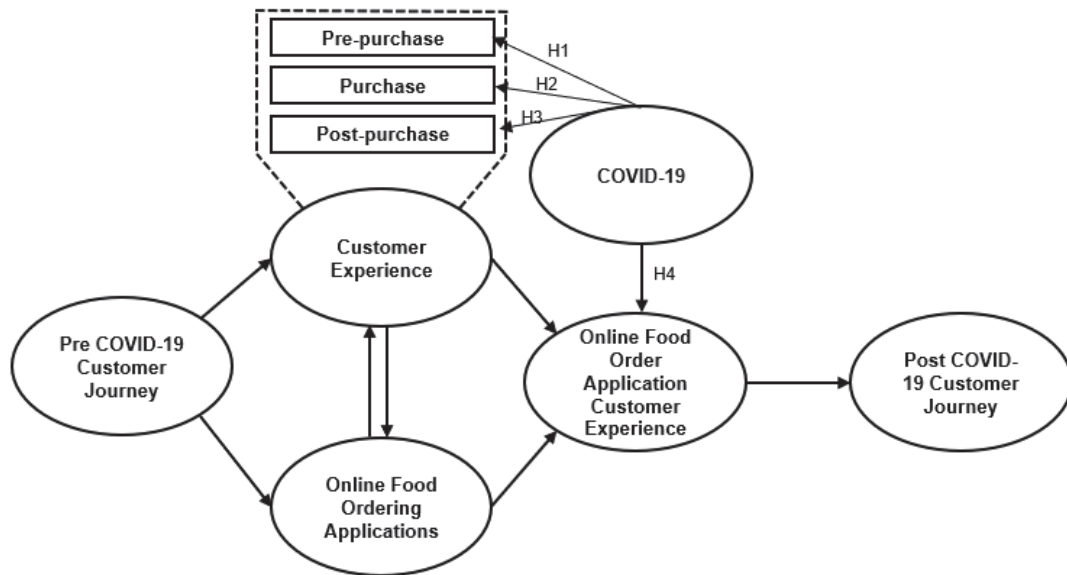 Pre-purchase
H1
Purchase
H2
Post-purchase
H3
COVID-19
Customer
Experience
H4
Pre COVID-19
Customer
Journey
Online Food
Order
Application
Customer
Experience
Post COVID-
19 Customer
Journey
Online Food
Ordering
Applications